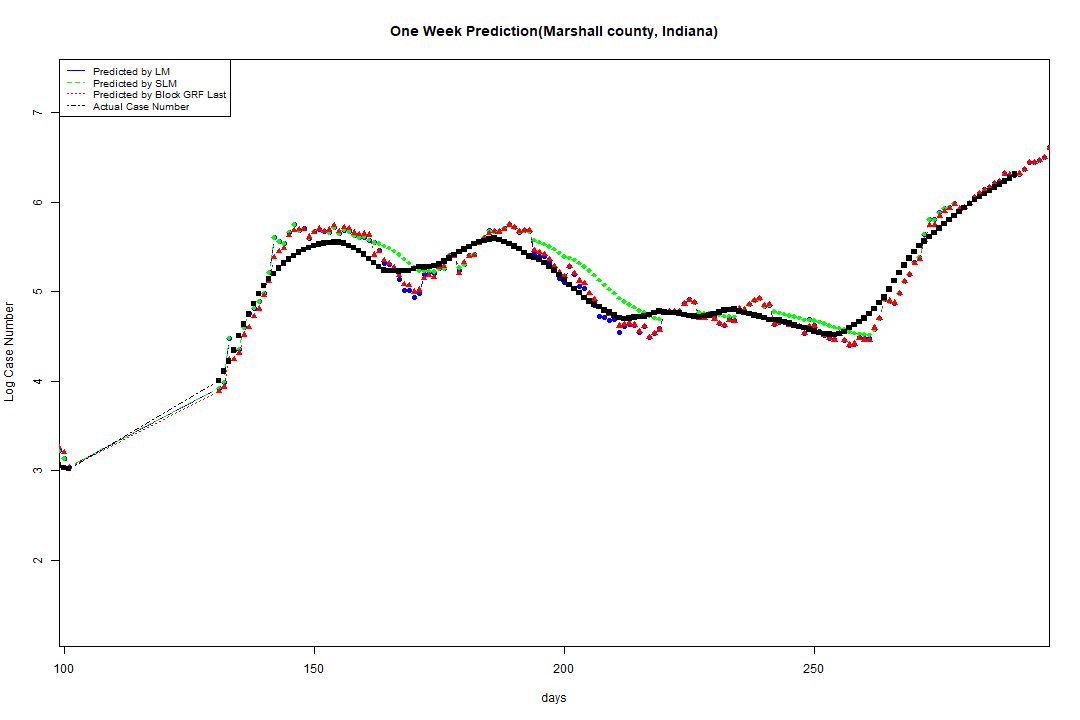 One Week Prediction(Marshall county, Indiana)
Predicted by LM
Predicted by SLM
Predicted by Block GRF Last
Actual Case Number
7
6
5
4
3
2
Log Case Number
100 150 200 250
days